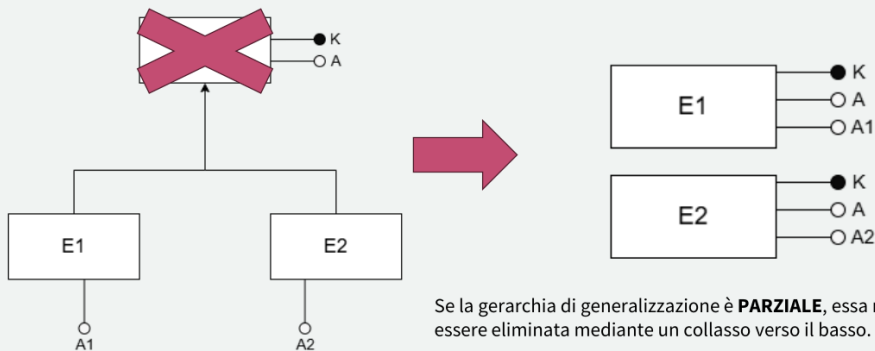 K
A
E1
E2
A1
A2
E1
K
A
A1
E2
K
A
A2
Se la gerarchia di generalizzazione è PARZIALE, essa
essere eliminata mediante un collasso verso il basso.